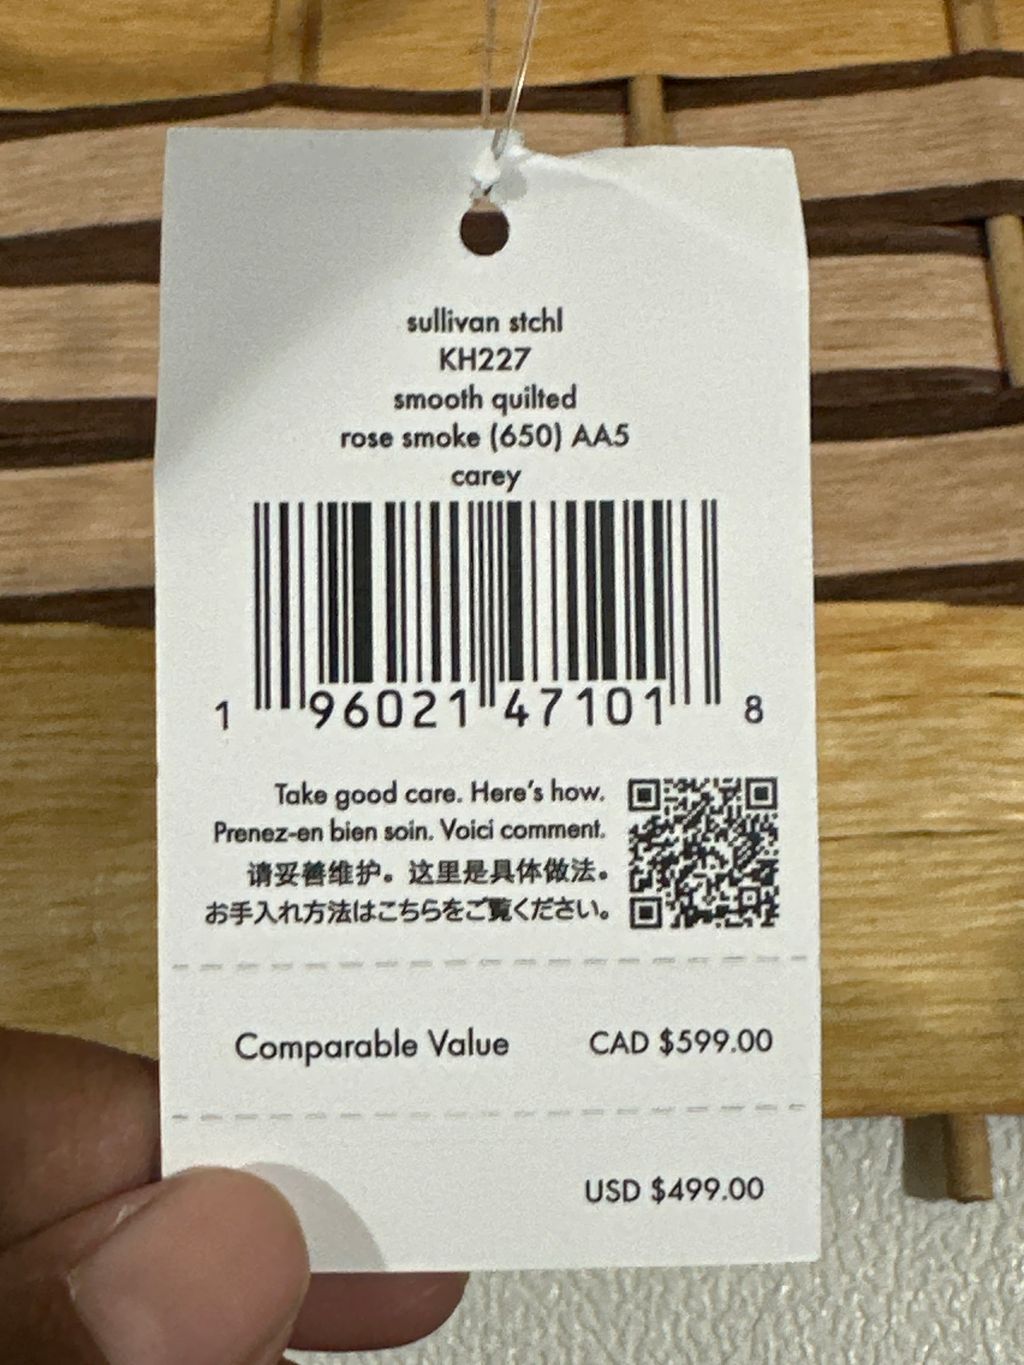 sullivan stchl
KH227
smooth quilted
rose smoke (650) AA5
carey
1 96021 47101 8
Take good care. Here's how.
Prenez-en bien soin. Voici comment.
请妥善维护。这里是具体做法。
お手入れ方法はこちらをご覧ください。
Comparable Value CAD $599.00
USD $499.00